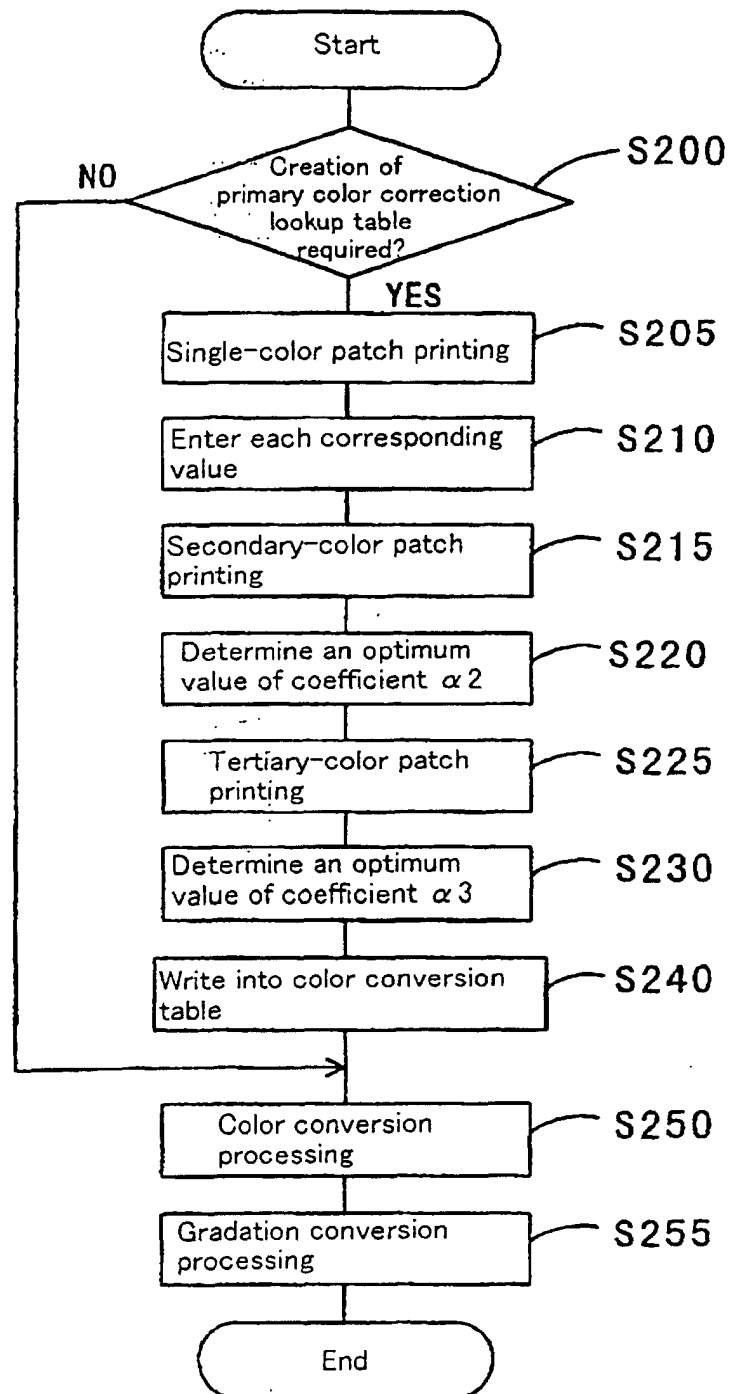 Start
Creation of
primary color correction
lookup table
required?
S200
NO
YES
Single-color patch printing
S205
Enter each corresponding
value
S210
Secondary-color patch
printing
S215
Determine an optimum
value of coefficient α2
S220
Tertiary-color patch
printing
S225
Determine an optimum
value of coefficient α3
S230
Write into color conversion
table
S240
Color conversion
processing
S250
Gradation conversion
processing
S255
End